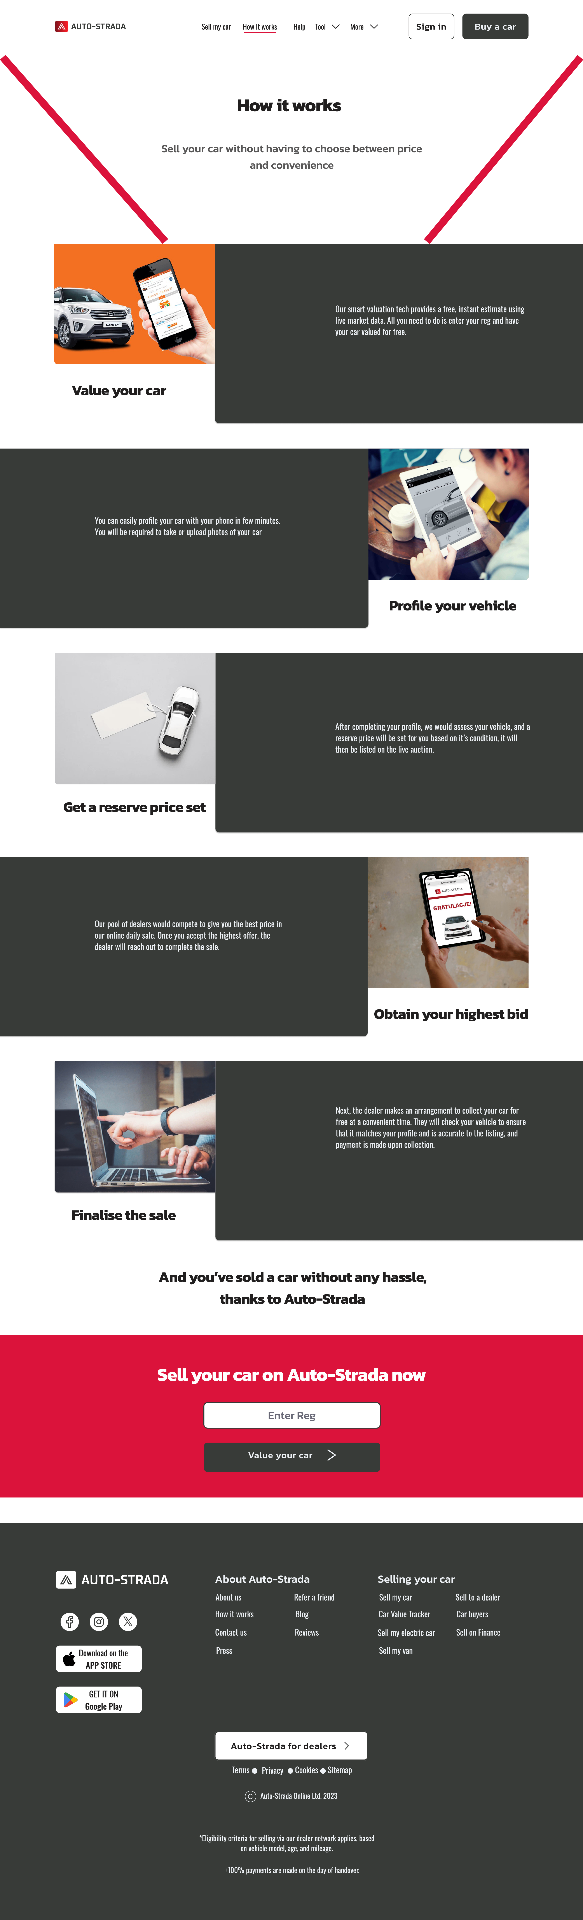 AUTO-STRADA
Sell my car
How it works
Help
Tool
More
Sign in
Buy a car
How it works
Sell your car without having to choose between price
and convenience
Our smart valuation tech provides a free, instant estimate using
live market data. All you need to do is enter your reg and have
your car valued for free.
Value your car
You can easily profile your car with your phone in few minutes.
You will be required to take or upload photos of your car
Profile your vehicle
After completing your profile, we would assess your vehicle, and a
reserve price will be set for you based on it's condition, it will
then be listed on the live auction.
Get a reserve price set
Our pool of dealers would compete to give you the best price in
our online daily sale. Once you accept the highest offer, the
dealer will reach out to complete the sale.
AUTO-STRADA
GRATULACJE!
Obtain your highest bid
Next, the dealer makes an arrangement to collect your car for
free at a convenient time. They will check your vehicle to ensure
that it matches your profile and is accurate to the listing, and
payment is made upon collection.
Finalise the sale
And you've sold a car without any hassle,
thanks to Auto-Strada
Sell your car on Auto-Strada now
Enter Reg
Value your car
AUTO-STRADA
Download on the
APP STORE
GET IT ON
Google Play
About Auto-Strada
About us
Refer a friend
How it works
Blog
Contact us
Reviews
Press
Selling your car
Sell my car
Sell to a dealer
Car Value Tracker
Car buyers
Sell my electric car
Sell on Finance
Sell my van
Auto-Strada for dealers
Terms
Privacy
Cookies
Sitemap
C Auto-Strada Online Ltd. 2023
*Eligibility criteria for selling via our dealer network applies, based
on vehicle model, age, and mileage.
100% payments are made on the day of handover.